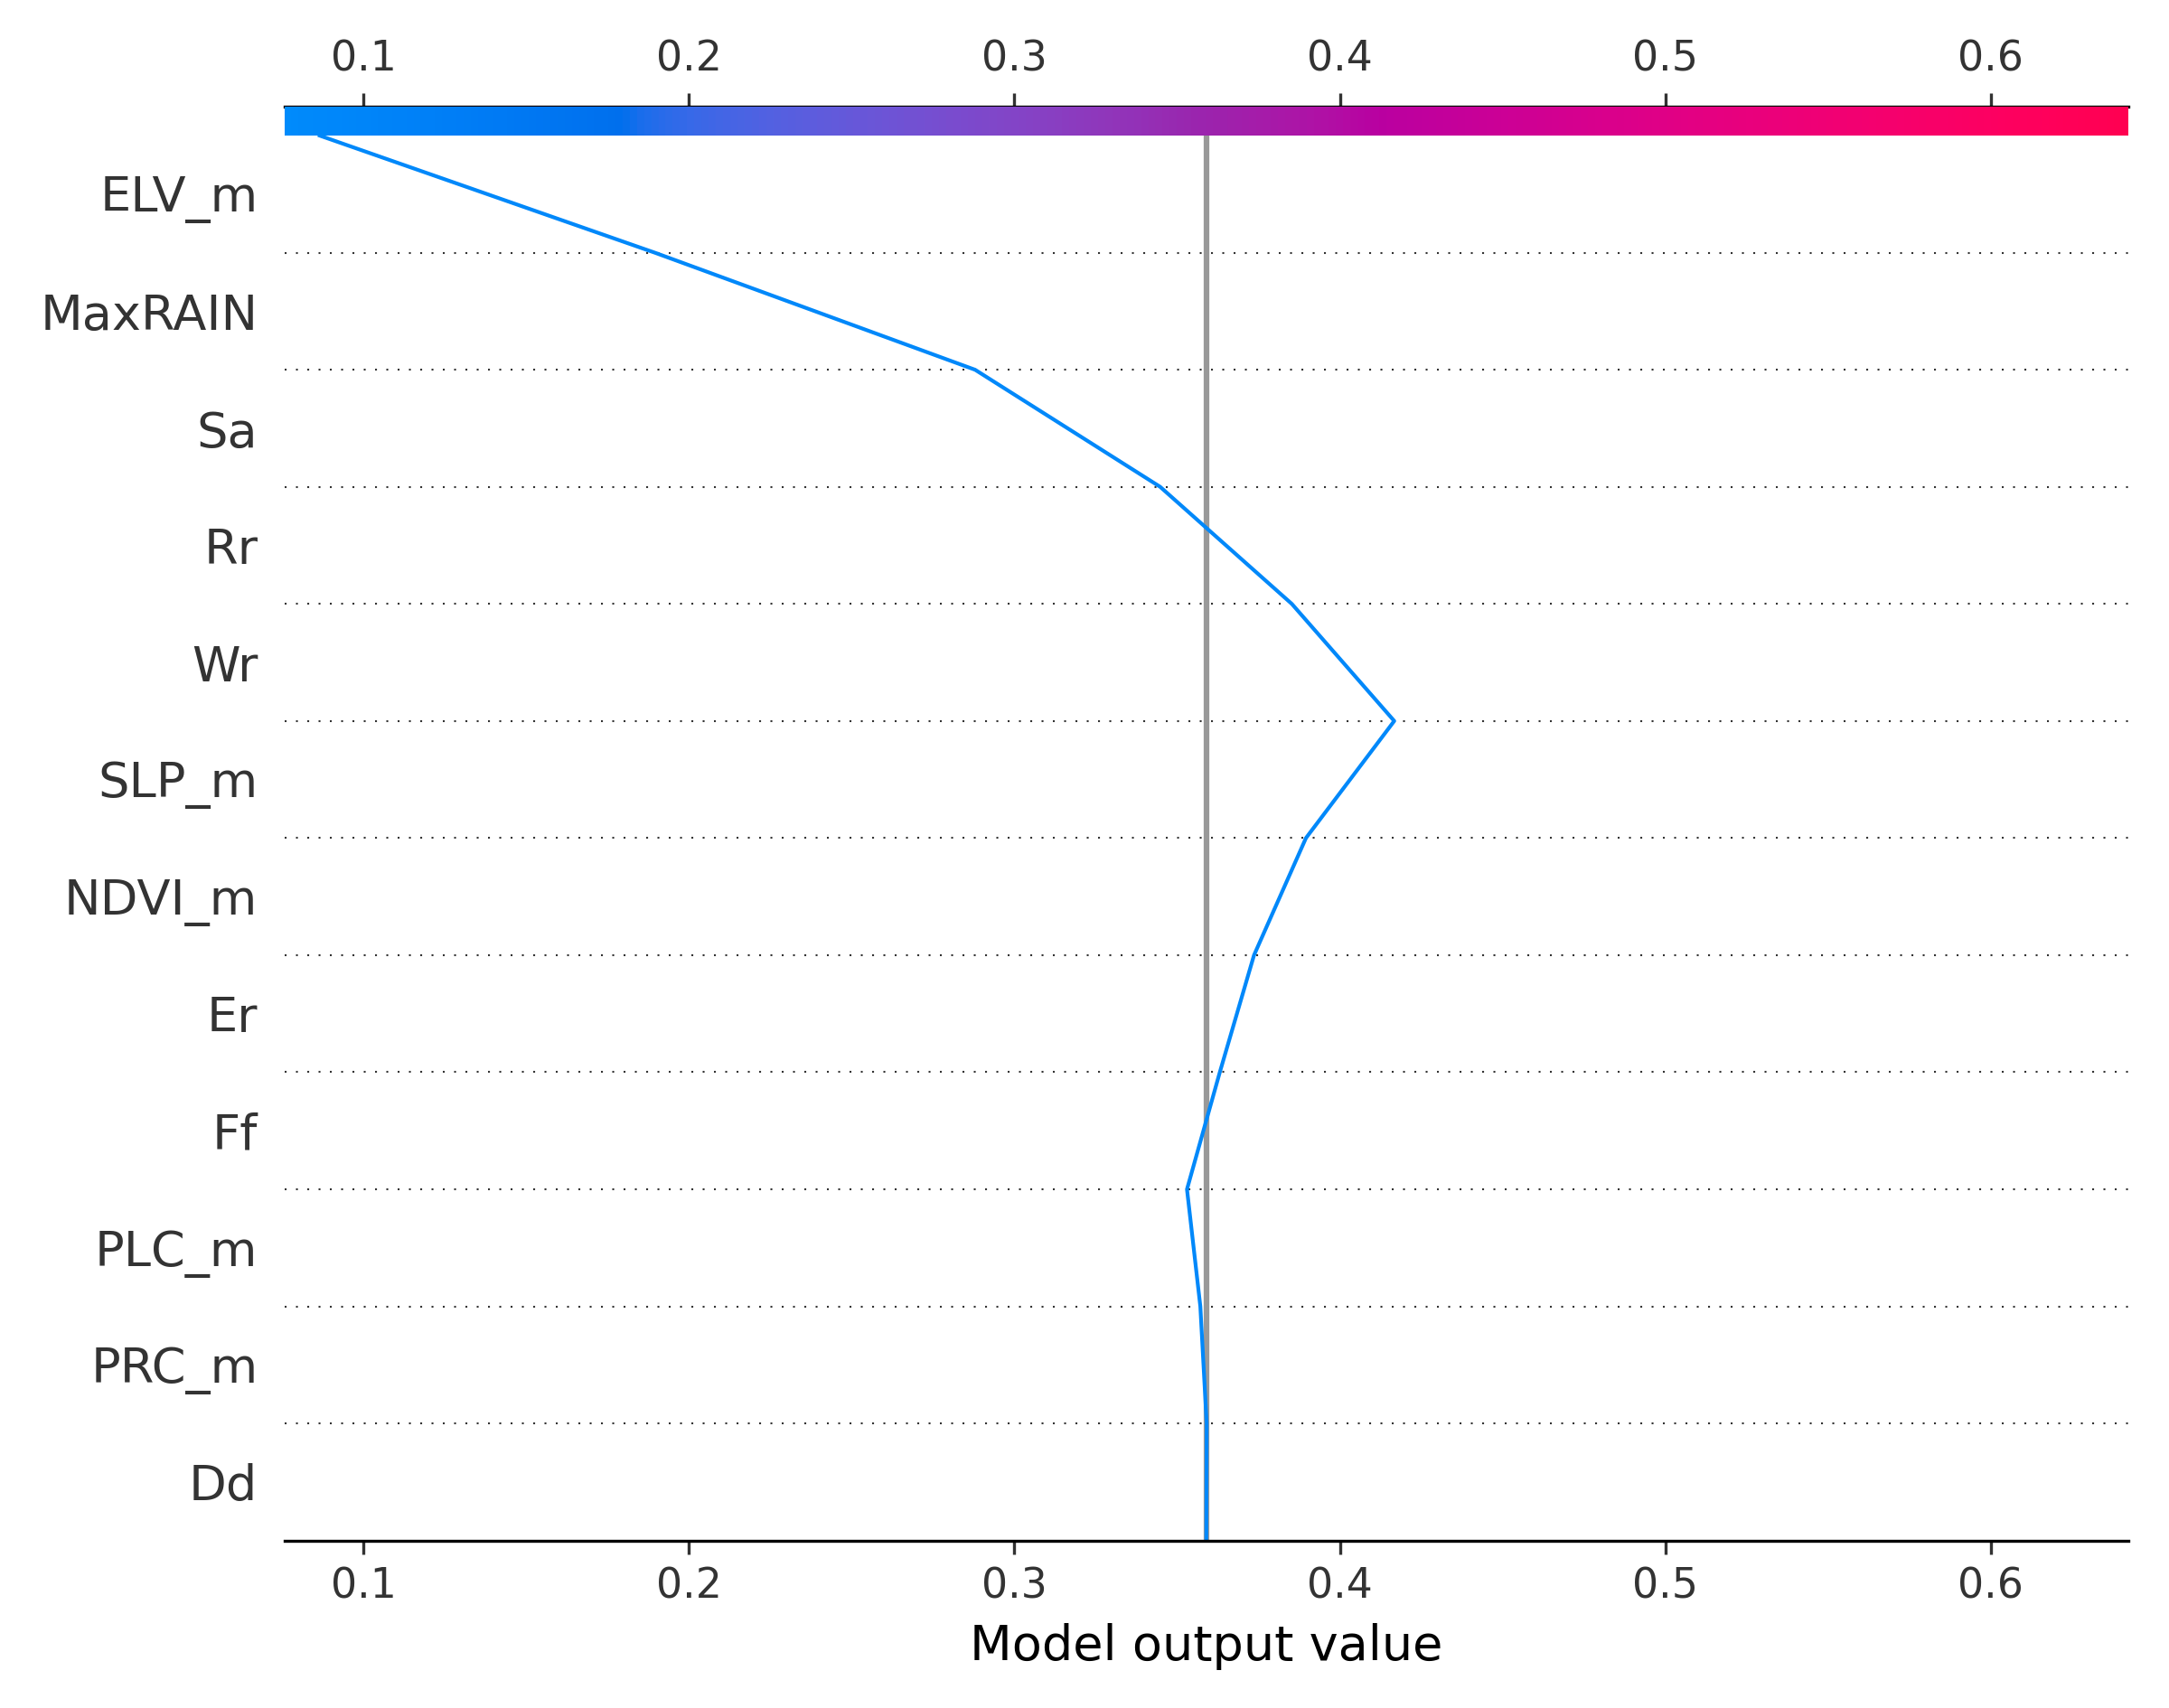 0.1 0.2 0.3 0.4 0.5 0.6
ELV_m
MaxRAIN
Sa
Rr
Wr
SLP_m
NDVI_m
Er
Ff
PLC_m
PRC_m
Dd
0.1 0.2 0.3 0.4 0.5 0.6
Model output value